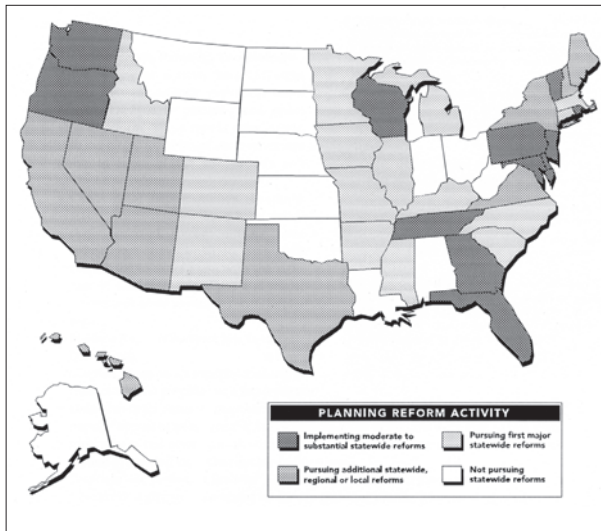 PLANNING REFORM ACTIVITY
Implementing moderate to
substantial statewide reforms
Pursuing additional statewide,
regional or local reforms
Pursuing first major
statewide reforms
Not pursuing
statewide reforms